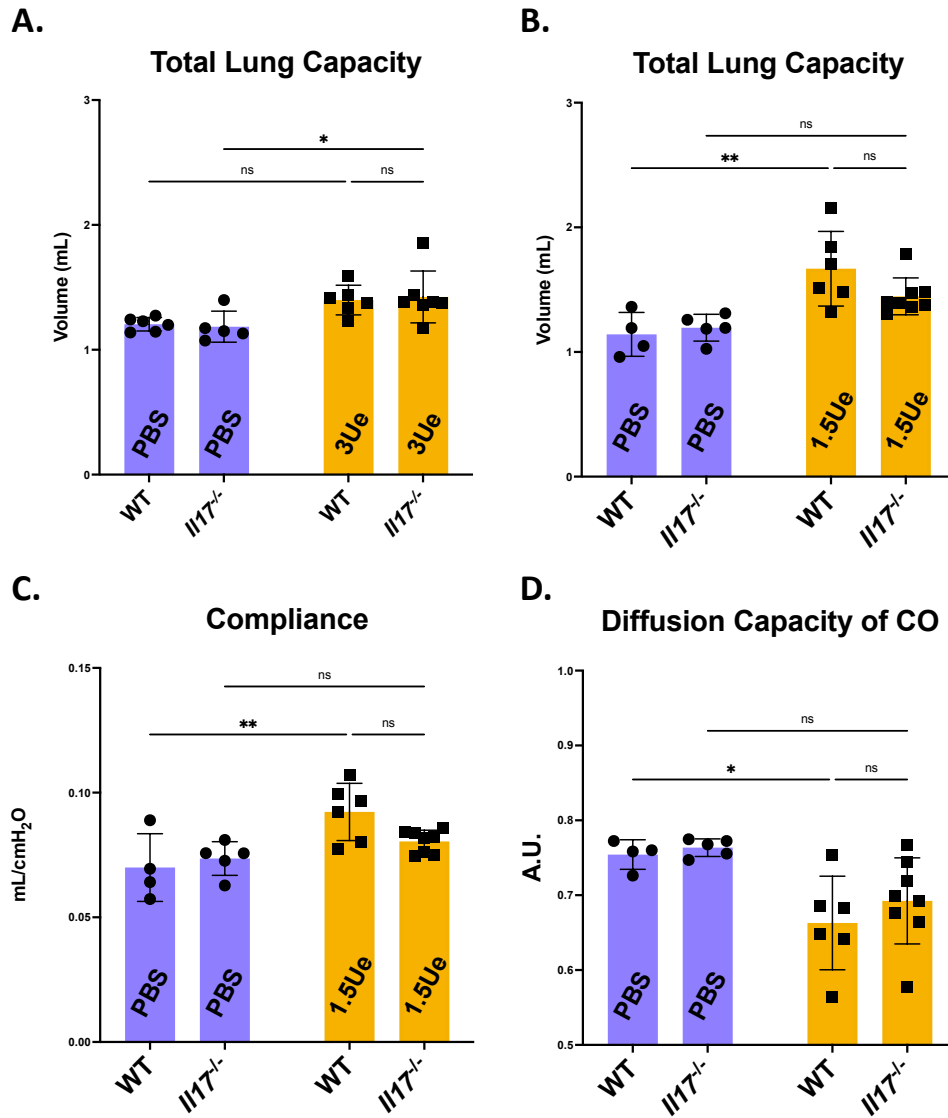 A.
Total Lung Capacity
Volume (mL)
3
2
1
0
*
ns
ns
PBS
PBS
3Ue
3Ue
WT
Il17-/-
WT
Il17-/-
B.
Total Lung Capacity
Volume (mL)
3
2
1
0
ns
**
ns
PBS
PBS
1.5Ue
1.5Ue
WT
Il17-/-
WT
Il17-/-
C.
Compliance
mL/cmH₂O
0.15
0.10
0.05
0.00
ns
**
ns
PBS
PBS
1.5Ue
1.5Ue
WT
Il17-/-
WT
Il17-/-
D.
Diffusion Capacity of CO
A.U.
1.0
0.9
0.8
0.7
0.6
0.5
ns
*
ns
PBS
PBS
1.5Ue
1.5Ue
WT
Il17-/-
WT
Il17-/-